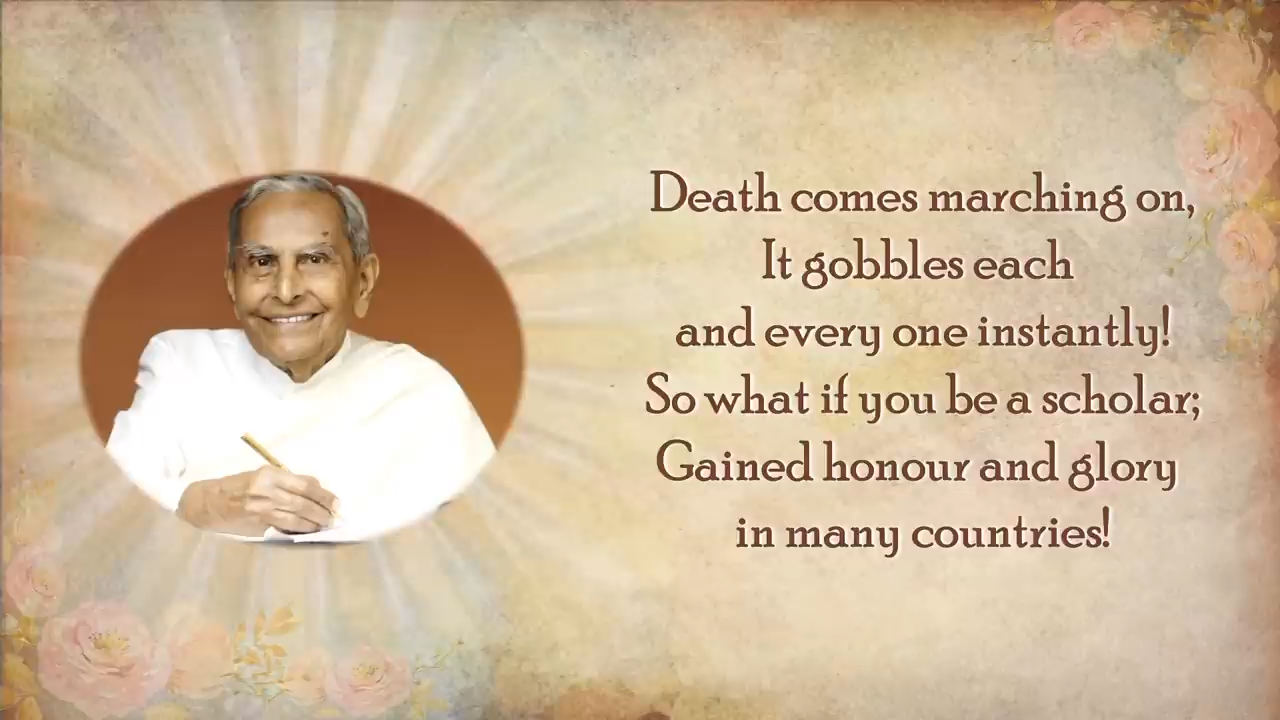 Death comes marching on,
It gobbles each
and every one instantly!
So what if you be a scholar;
Gained honour and glory
in many countries!